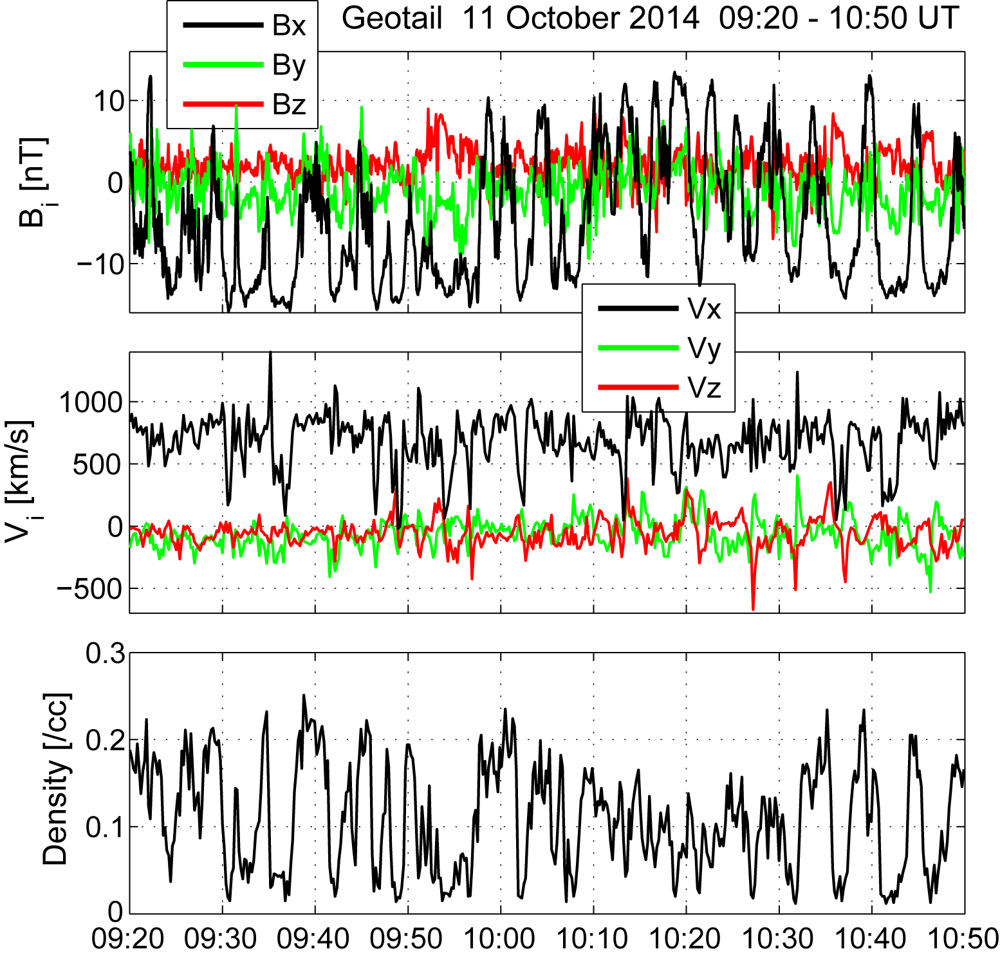 Geotail 11 October 2014 09:20 - 10:50 UT
Bx
By
Bz
10
0
−10
B i [nT]
Vx
Vy
Vz
1000
500
0
−500
V i [km/s]
0.3
0.2
0.1
0
Density [/cc]
09:20 09:30 09:40 09:50 10:00 10:10 10:20 10:30 10:40 10:50